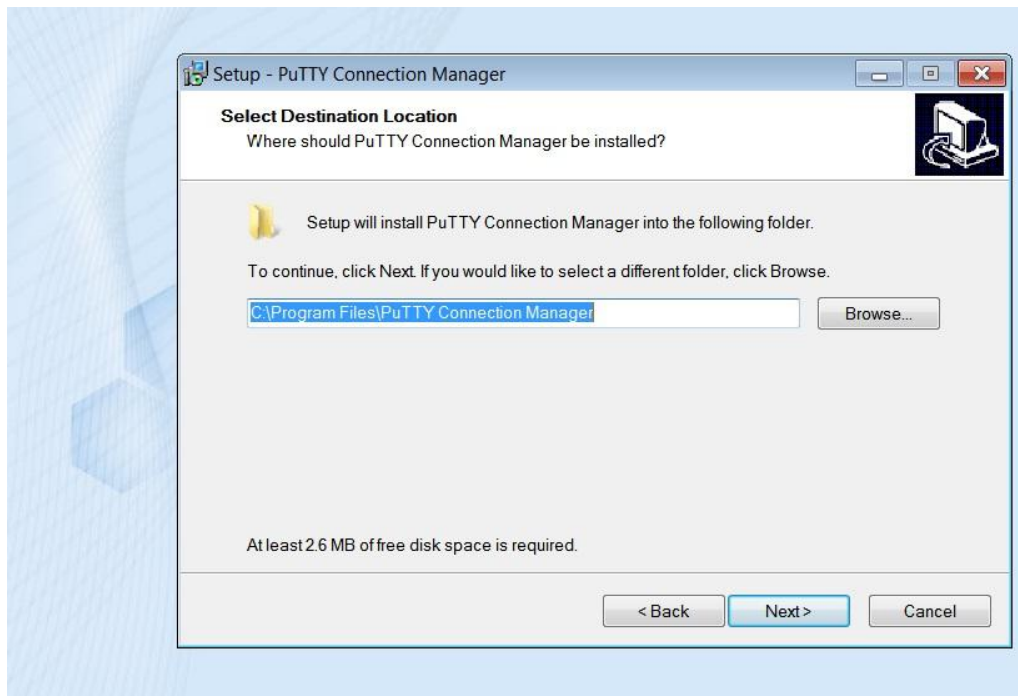 Setup - PuTTY Connection Manager
Select Destination Location
Where should PuTTY Connection Manager be installed?
Setup will install PuTTY Connection Manager into the following folder.
To continue, click Next. If you would like to select a different folder, click Browse.
C:\Program Files\PuTTY Connection Manager
Browse...
At least 2.6 MB of free disk space is required.
< Back
Next >
Cancel